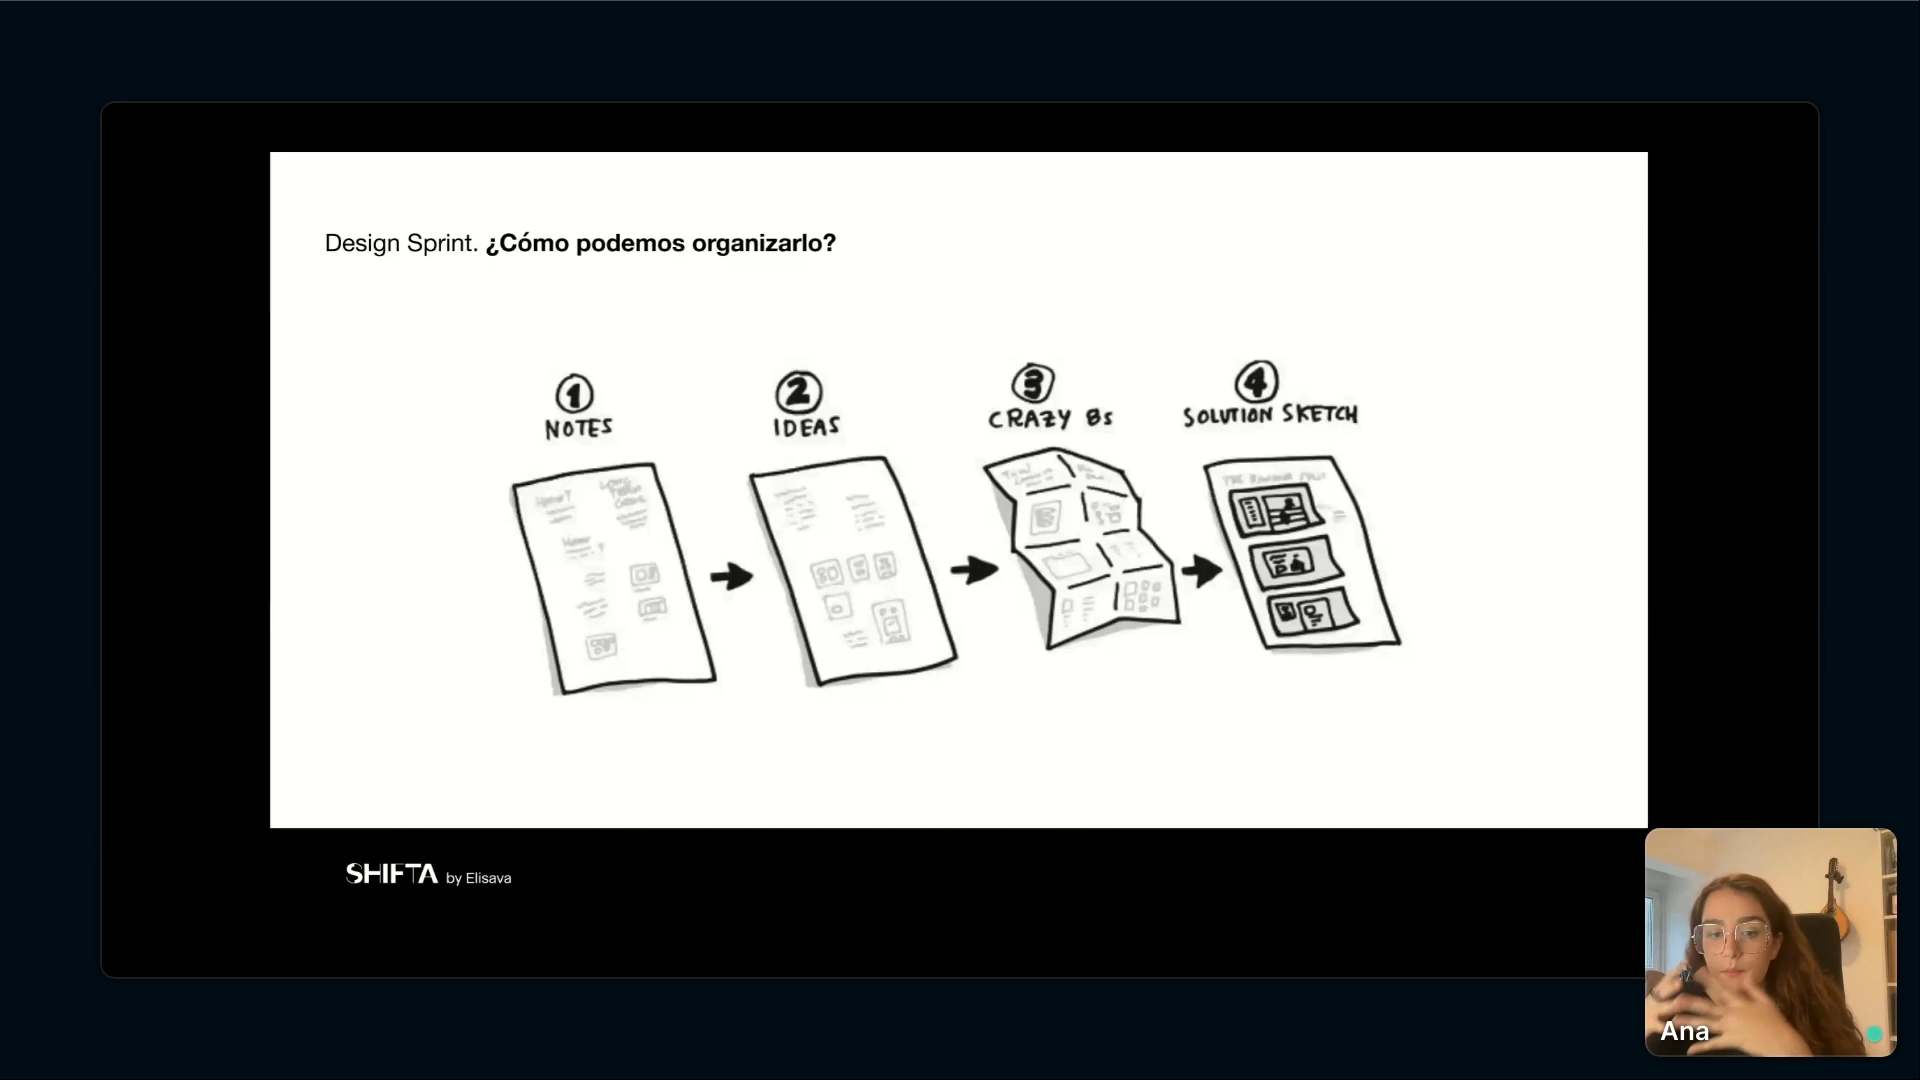 Design Sprint. ¿Cómo podemos organizarlo?
1
NOTES
2
IDEAS
3
CRAZY 8s
4
SOLUTION SKETCH
SHIFTA by Elisava
Ana